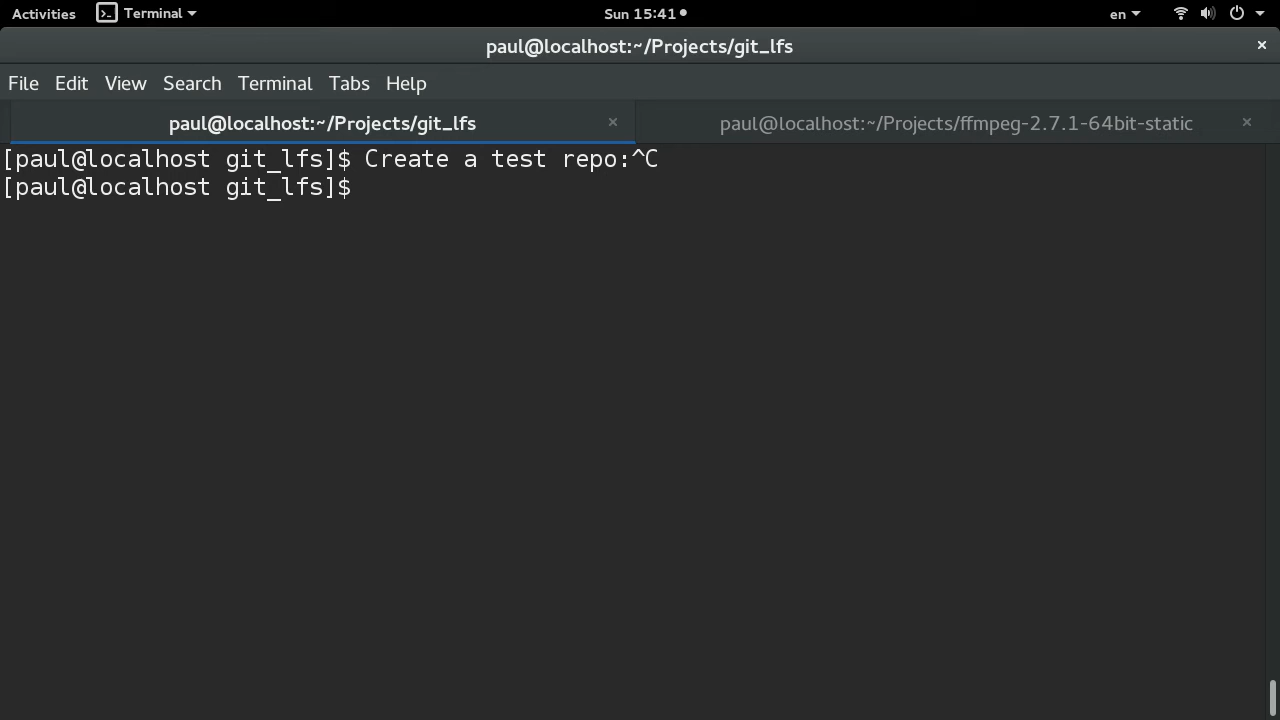 Activities Terminal Sun 15:41 en
paul@localhost:~/Projects/git_lfs ×
File Edit View Search Terminal Tabs Help
paul@localhost:~/Projects/git_lfs × paul@localhost:~/Projects/ffmpeg-2.7.1-64bit-static ×
[paul@localhost git_lfs]$ Create a test repo:^C
[paul@localhost git_lfs]$